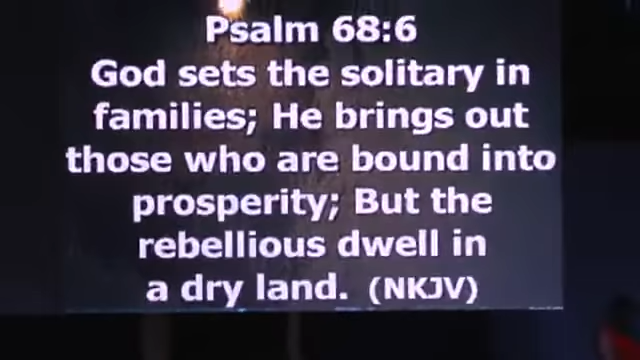 Psalm 68:6
God sets the solitary in
families; He brings out
those who are bound into
prosperity; But the
rebellious dwell in
a dry land. (NKJV)